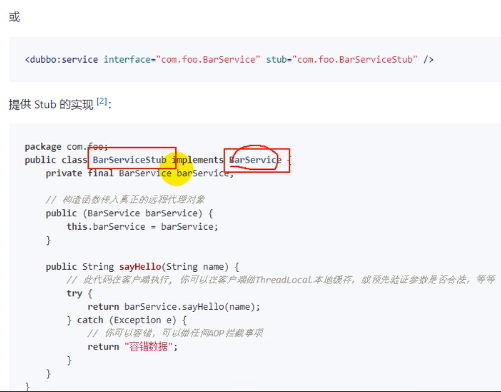 或
<dubbo:service interface="com.foo.BarService" stub="com.foo.BarServiceStub" />
提供 Stub 的实现 [2]：
package com.foo;
public class BarServiceStub implements BarService {
    private final BarService barService;
    // 构造函数传入真正的远程代理对象
    public (BarService barService) {
        this.barService = barService;
    }
    public String sayHello(String name) {
        // 此代码在客户端执行, 你可以在客户端做ThreadLocal本地缓存，或预先验证参数是否合法，等等
        try {
            return barService.sayHello(name);
        } catch (Exception e) {
            // 你可以容错，可以做任何AOP拦截事项
            return "容错数据";
        }
    }
}